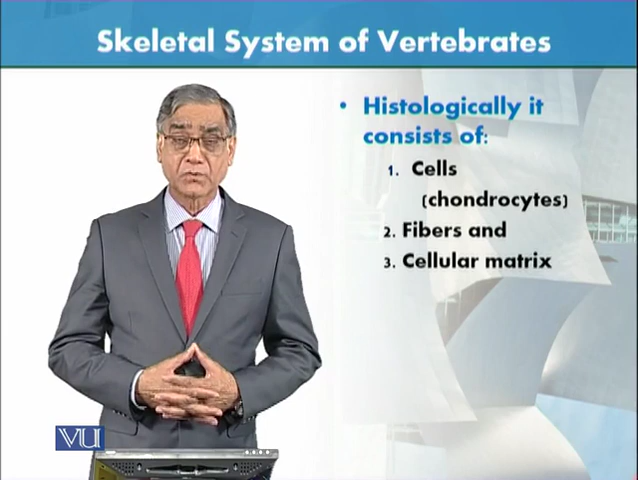 Skeletal System of Vertebrates
• Histologically it
consists of:
1. Cells
(chondrocytes)
2. Fibers and
3. Cellular matrix
VU